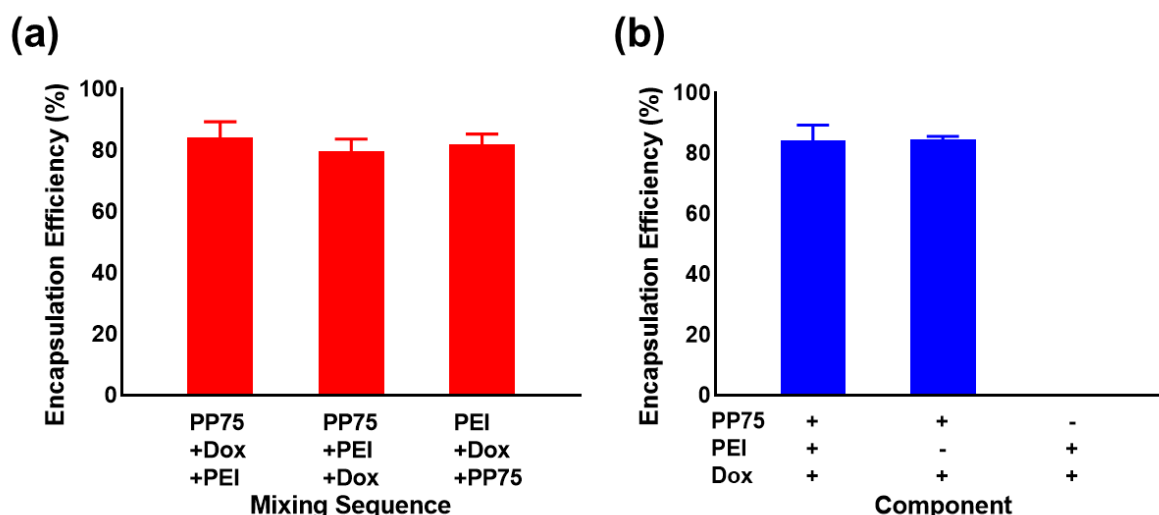 (a)
Encapsulation Efficiency (%)
100
80
60
40
20
0
PP75 PP75 PEI
+Dox +PEI +Dox
+PEI +Dox +PP75
Mixing Sequence
(b)
Encapsulation Efficiency (%)
100
80
60
40
20
0
PP75 + + -
PEI + - +
Dox + + +
Component